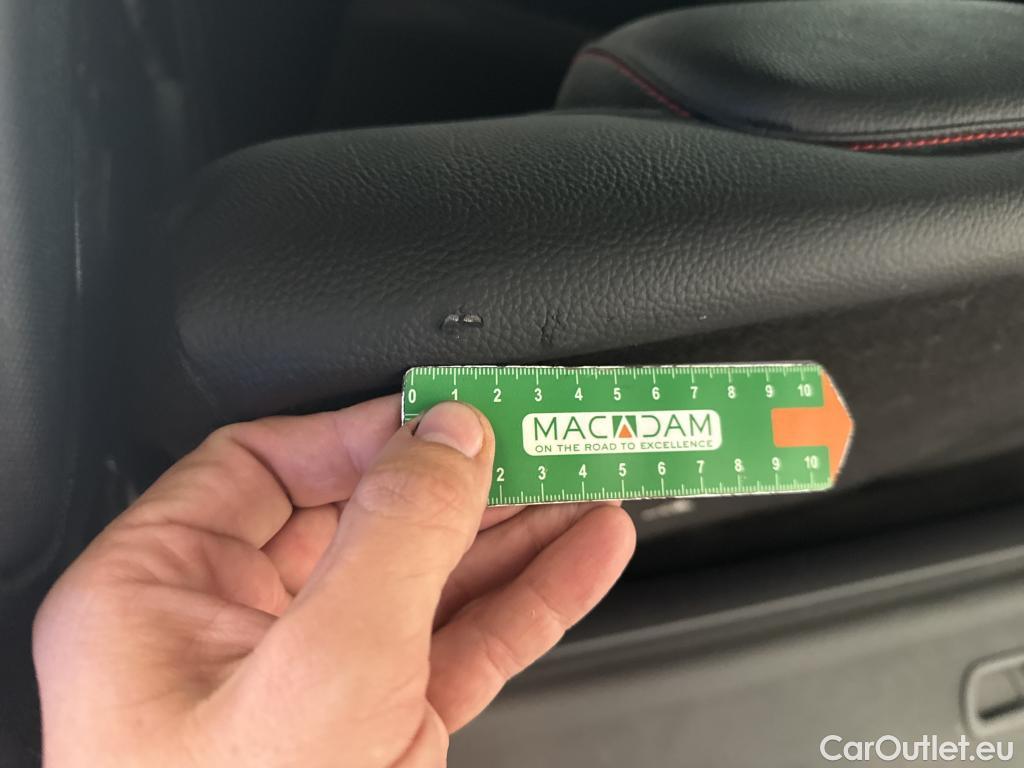 0 1 2 3 4 5 6 7 8 9 10
MACADAM
ON THE ROAD TO EXCELLENCE
2 3 4 5 6 7 8 9 10
CarOutlet.eu